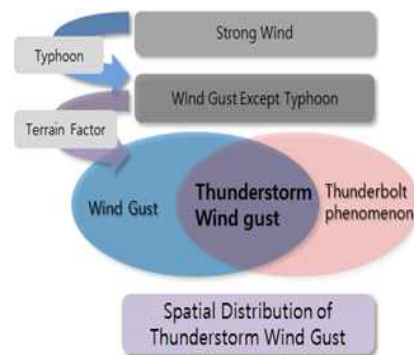 Strong Wind
Typhoon
Wind Gust Except Typhoon
Terrain Factor
Wind Gust
Thunderstorm
Wind gust
Thunderbolt
phenomenon
Spatial Distribution of
Thunderstorm Wind Gust